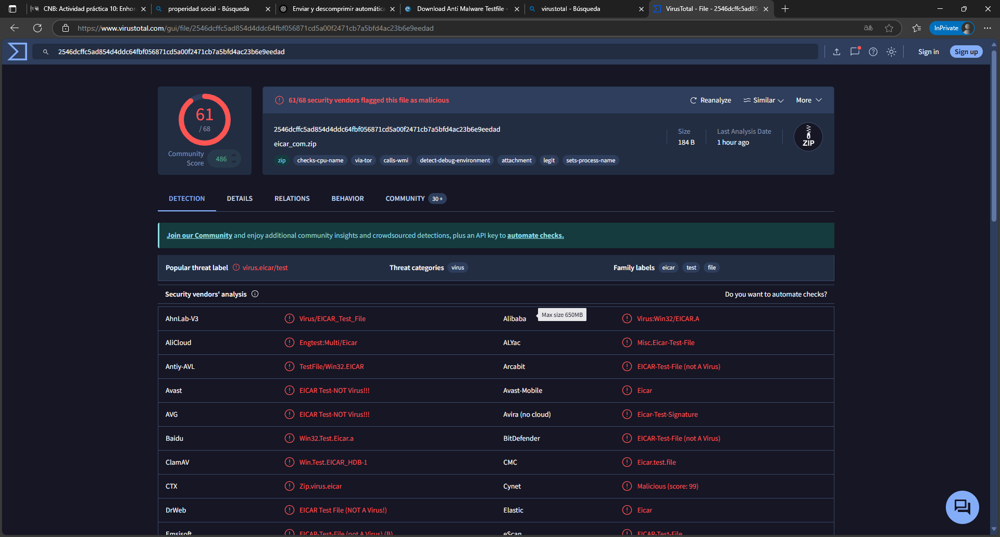 CNB: Actividad práctica 10: Enhor
properidad social - Búsqueda
Enviar y descomprimir automática
Download Anti Malware Testfile -
virustotal - Búsqueda
VirusTotal - File - 2546dcffc5ad85
https://www.virustotal.com/gui/file/2546dcffc5ad854d4ddc64fbf056871cd5a00f2471cb7a5bfd4ac23b6e9eedad
InPrivate
2546dcffc5ad854d4ddc64fbf056871cd5a00f2471cb7a5bfd4ac23b6e9eedad
Sign in
Sign up
61
/ 68
Community Score
486
61/68 security vendors flagged this file as malicious
Reanalyze
Similar
More
2546dcffc5ad854d4ddc64fbf056871cd5a00f2471cb7a5bfd4ac23b6e9eedad
eicar_com.zip
zip
checks-cpu-name
via-tor
calls-wmi
detect-debug-environment
attachment
legit
sets-process-name
Size
184 B
Last Analysis Date
1 hour ago
ZIP
DETECTION
DETAILS
RELATIONS
BEHAVIOR
COMMUNITY 30+
Join our Community and enjoy additional community insights and crowdsourced detections, plus an API key to automate checks.
Popular threat label virus.eicar/test
Threat categories virus
Family labels eicar test file
Security vendors' analysis
Do you want to automate checks?
AhnLab-V3 Virus/EICAR_Test_File
Alibaba Virus:Win32/EICAR.A
Max size 650MB
AliCloud Engtest:Multi/Eicar
ALYac Misc.Eicar-Test-File
Antiy-AVL TestFile/Win32.EICAR
Arcabit EICAR-Test-File (not A Virus)
Avast EICAR Test-NOT Virus!!!
Avast-Mobile Eicar
AVG EICAR Test-NOT Virus!!!
Avira (no cloud) Eicar-Test-Signature
Baidu Win32.Test.Eicar.a
BitDefender EICAR-Test-File (not A Virus)
ClamAV Win.Test.EICAR_HDB-1
CMC Eicar.test.file
CTX Zip.virus.eicar
Cynet Malicious (score: 99)
DrWeb EICAR Test File (NOT A Virus!)
Elastic Eicar
Emsisoft EICAR-Test-File (not A Virus) (B)
eScan EICAR-Test-File